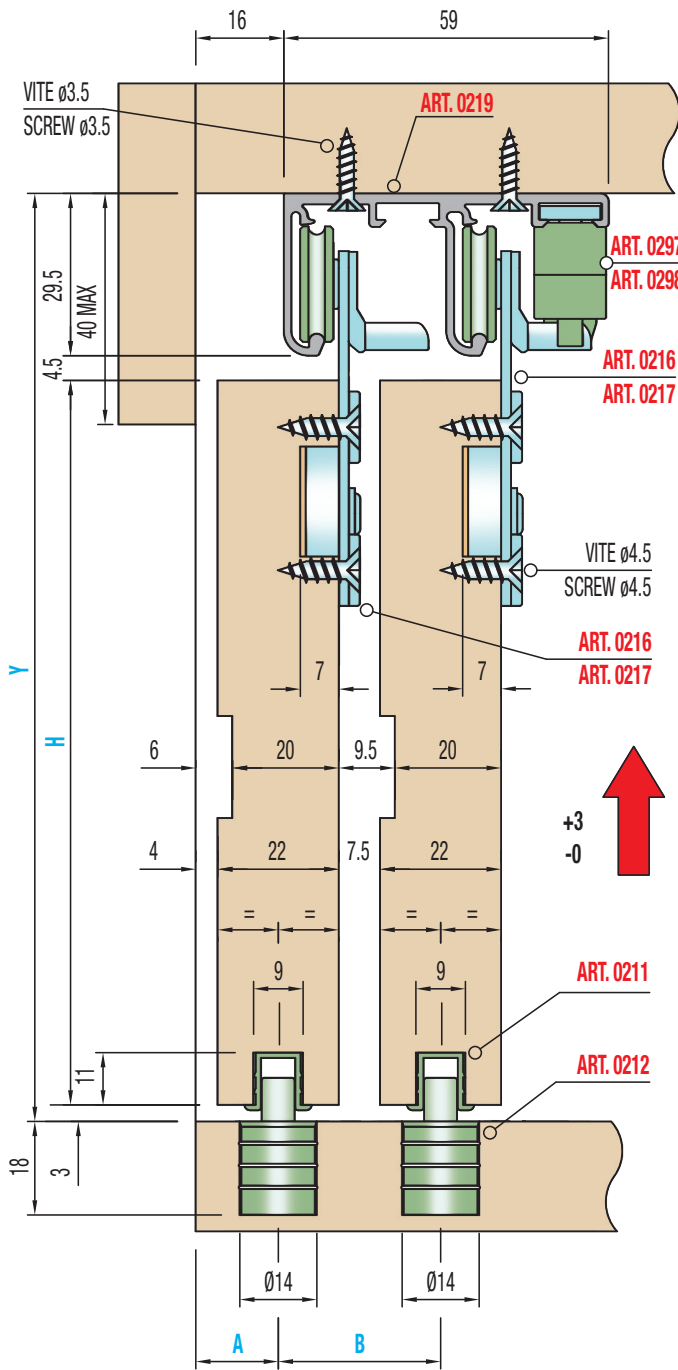 16
59
VITE ø3.5
SCREW ø3.5
ART. 0219
29.5
40 MAX
4.5
ART. 0297
ART. 0298
ART. 0216
ART. 0217
VITE ø4.5
SCREW ø4.5
ART. 0216
ART. 0217
Y
H
7
7
6
20
9.5
20
+3
-0
4
22
7.5
22
= =
= =
9
9
ART. 0211
11
ART. 0212
18
3
Ø14
Ø14
A
B